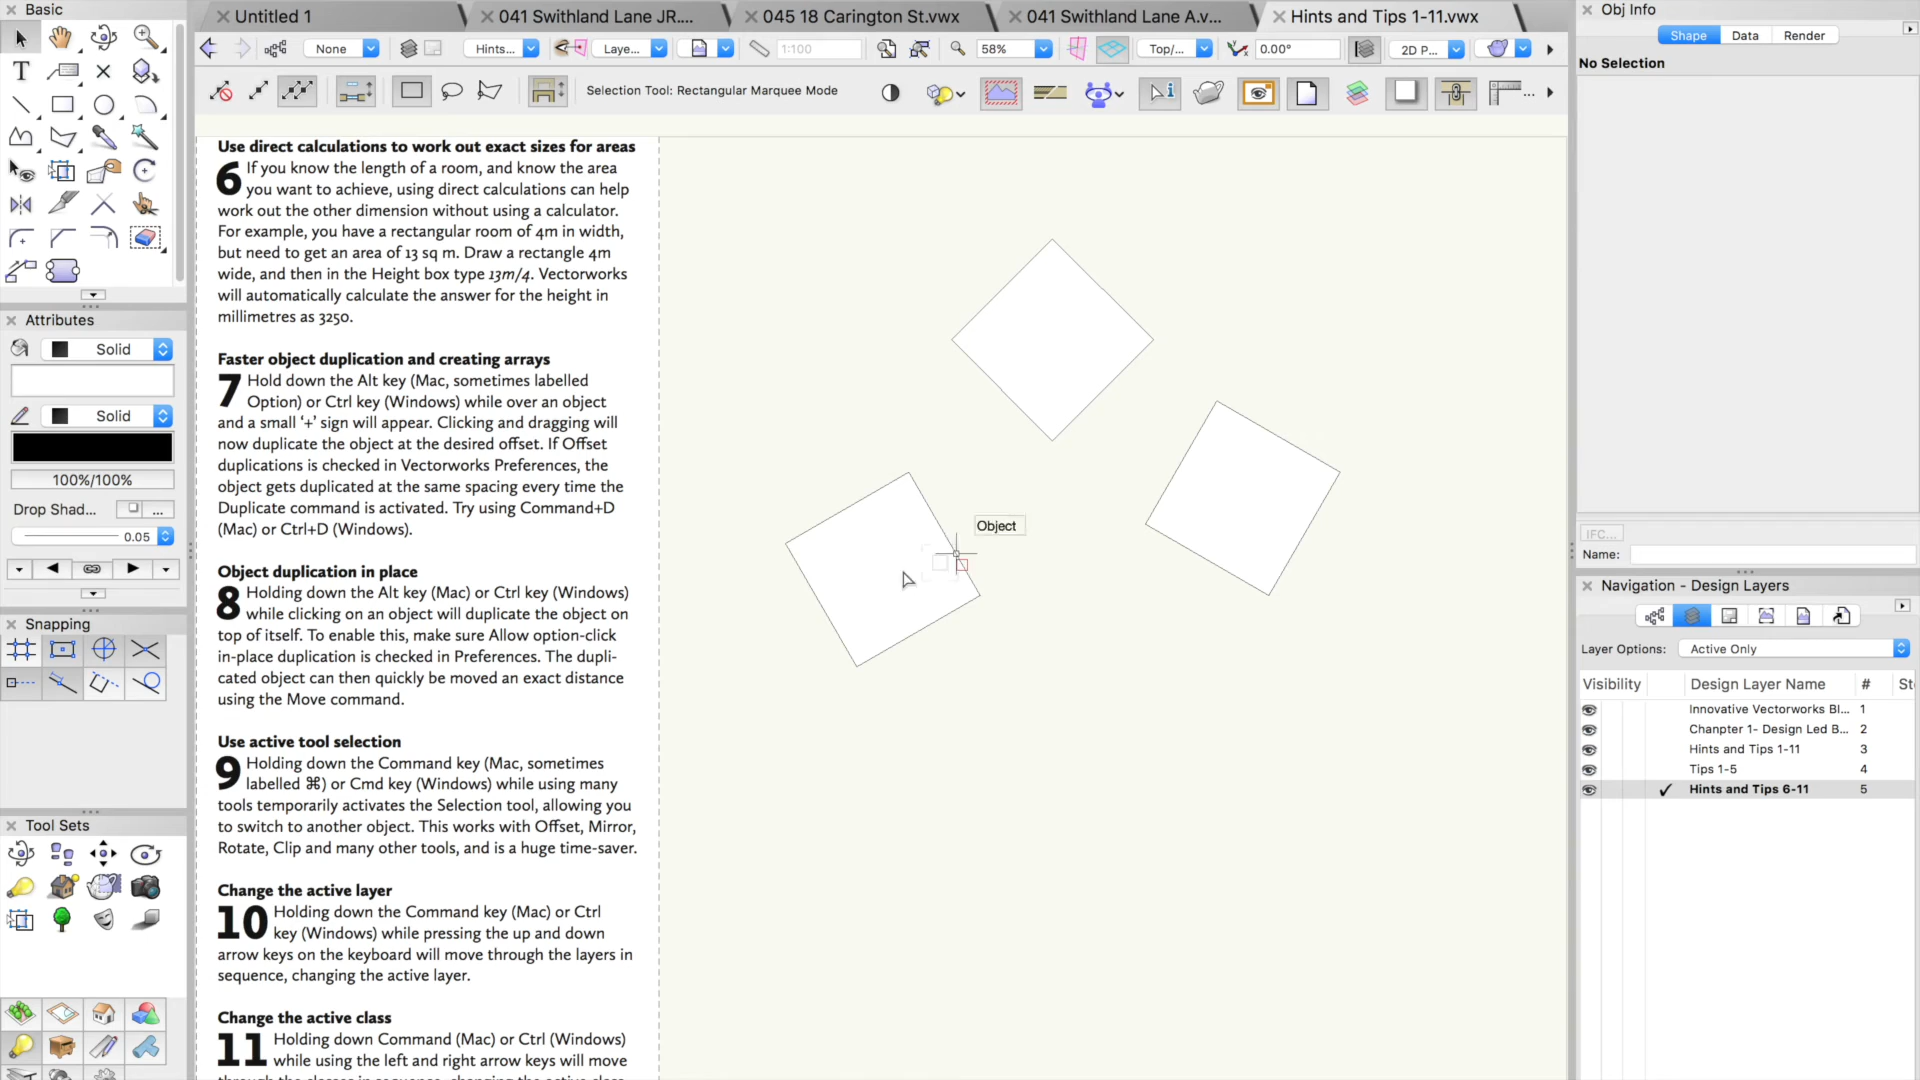 Basic
Untitled 1
041 Swithland Lane JR....
045 18 Carington St.vwx
041 Swithland Lane A.v...
Hints and Tips 1-11.vwx
Obj Info
None
Hints...
Laye...
1:100
58%
Top/...
0.00°
2D P...
Shape
Data
Render
No Selection
Selection Tool: Rectangular Marquee Mode
Use direct calculations to work out exact sizes for areas
6 If you know the length of a room, and know the area
you want to achieve, using direct calculations can help
work out the other dimension without using a calculator.
For example, you have a rectangular room of 4m in width,
but need to get an area of 13 sq m. Draw a rectangle 4m
wide, and then in the Height box type 13m/4. Vectorworks
will automatically calculate the answer for the height in
millimetres as 3250.
Faster object duplication and creating arrays
7 Hold down the Alt key (Mac, sometimes labelled
Option) or Ctrl key (Windows) while over an object
and a small ‘+’ sign will appear. Clicking and dragging will
now duplicate the object at the desired offset. If Offset
duplications is checked in Vectorworks Preferences, the
object gets duplicated at the same spacing every time the
Duplicate command is activated. Try using Command+D
(Mac) or Ctrl+D (Windows).
Object duplication in place
8 Holding down the Alt key (Mac) or Ctrl key (Windows)
while clicking on an object will duplicate the object on
top of itself. To enable this, make sure Allow option-click
in-place duplication is checked in Preferences. The dupli-
cated object can then quickly be moved an exact distance
using the Move command.
Use active tool selection
9 Holding down the Command key (Mac, sometimes
labelled ⌘) or Cmd key (Windows) while using many
tools temporarily activates the Selection tool, allowing you
to switch to another object. This works with Offset, Mirror,
Rotate, Clip and many other tools, and is a huge time-saver.
Change the active layer
10 Holding down the Command key (Mac) or Ctrl
key (Windows) while pressing the up and down
arrow keys on the keyboard will move through the layers in
sequence, changing the active layer.
Change the active class
11 Holding down Command (Mac) or Ctrl (Windows)
while using the left and right arrow keys will move
through the classes in sequence, changing the active class
Object
Attributes
Solid
Solid
100%/100%
Drop Shad...
...
0.05
Snapping
Tool Sets
IFC...
Name:
Navigation - Design Layers
Layer Options:
Active Only
Visibility
Design Layer Name
#
St
Innovative Vectorworks Bl... 1
Chanpter 1- Design Led B... 2
Hints and Tips 1-11 3
Tips 1-5 4
Hints and Tips 6-11 5